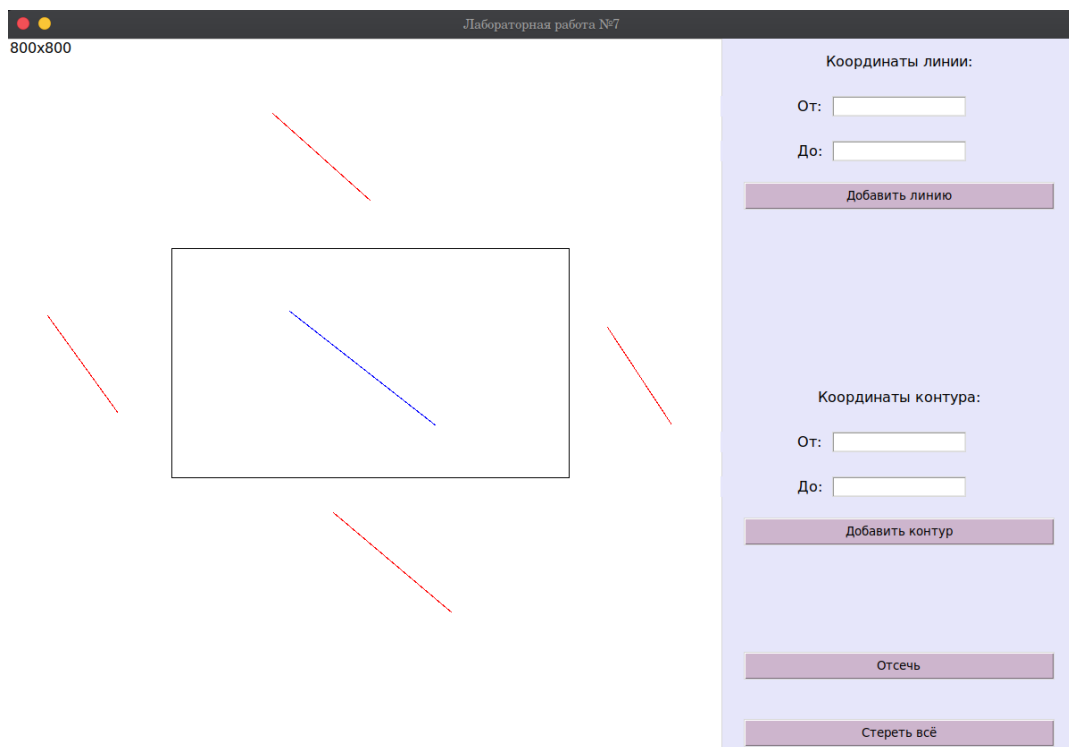 Лабораторная работа №7
800x800
Координаты линии:
От:
До:
Добавить линию
Координаты контура:
От:
До:
Добавить контур
Отсечь
Стереть всё